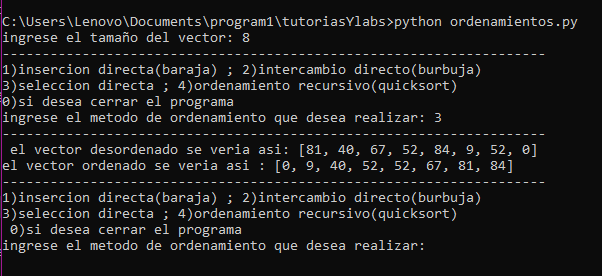 C:\Users\Lenovo\Documents\program1\tutoriasYlabs>python ordenamientos.py
ingrese el tamaño del vector: 8
--------------------------------------------------------------------
1)insercion directa(baraja) ; 2)intercambio directo(burbuja)
3)seleccion directa ; 4)ordenamiento recursivo(quicksort)
0)si desea cerrar el programa
ingrese el metodo de ordenamiento que desea realizar: 3
--------------------------------------------------------------------
el vector desordenado se veria asi: [81, 40, 67, 52, 84, 9, 52, 0]
el vector ordenado se veria asi : [0, 9, 40, 52, 52, 67, 81, 84]
--------------------------------------------------------------------
1)insercion directa(baraja) ; 2)intercambio directo(burbuja)
3)seleccion directa ; 4)ordenamiento recursivo(quicksort)
0)si desea cerrar el programa
ingrese el metodo de ordenamiento que desea realizar: